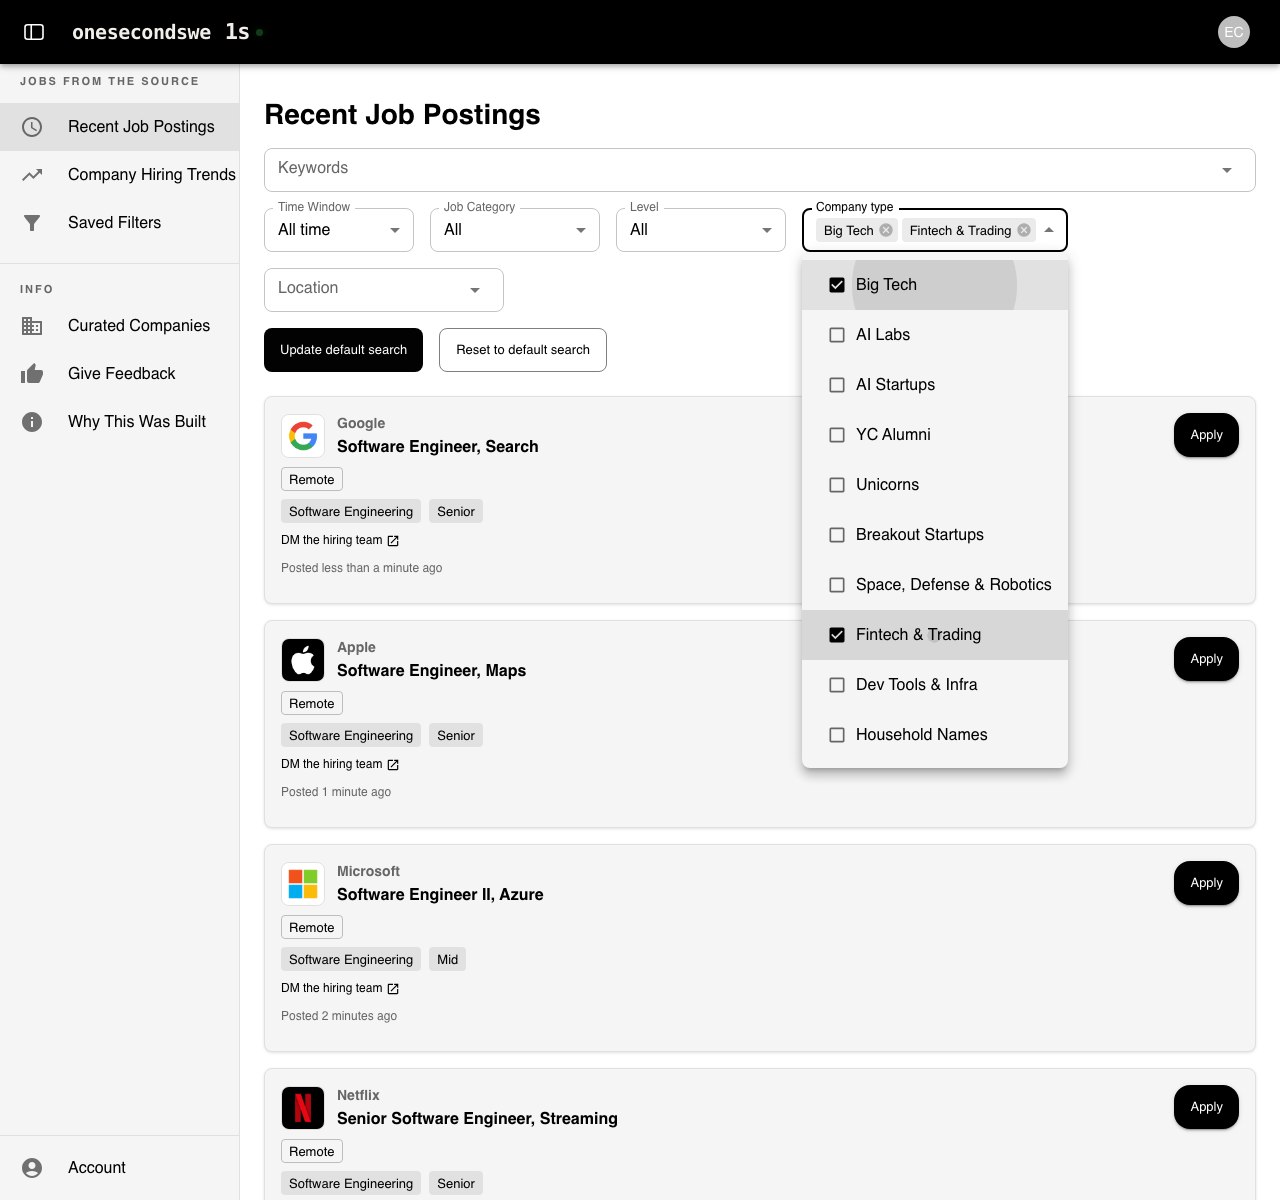 onesecondswe 1s
EC
JOBS FROM THE SOURCE
Recent Job Postings
Company Hiring Trends
Saved Filters
INFO
Curated Companies
Give Feedback
Why This Was Built
Account
Recent Job Postings
Keywords
Time Window
All time
Job Category
All
Level
All
Company type
Big Tech
Fintech & Trading
Location
Update default search
Reset to default search
Big Tech
AI Labs
AI Startups
YC Alumni
Unicorns
Breakout Startups
Space, Defense & Robotics
Fintech & Trading
Dev Tools & Infra
Household Names
Google
Software Engineer, Search
Apply
Remote
Software Engineering
Senior
DM the hiring team
Posted less than a minute ago
Apple
Software Engineer, Maps
Apply
Remote
Software Engineering
Senior
DM the hiring team
Posted 1 minute ago
Microsoft
Software Engineer II, Azure
Apply
Remote
Software Engineering
Mid
DM the hiring team
Posted 2 minutes ago
Netflix
Senior Software Engineer, Streaming
Apply
Remote
Software Engineering
Senior